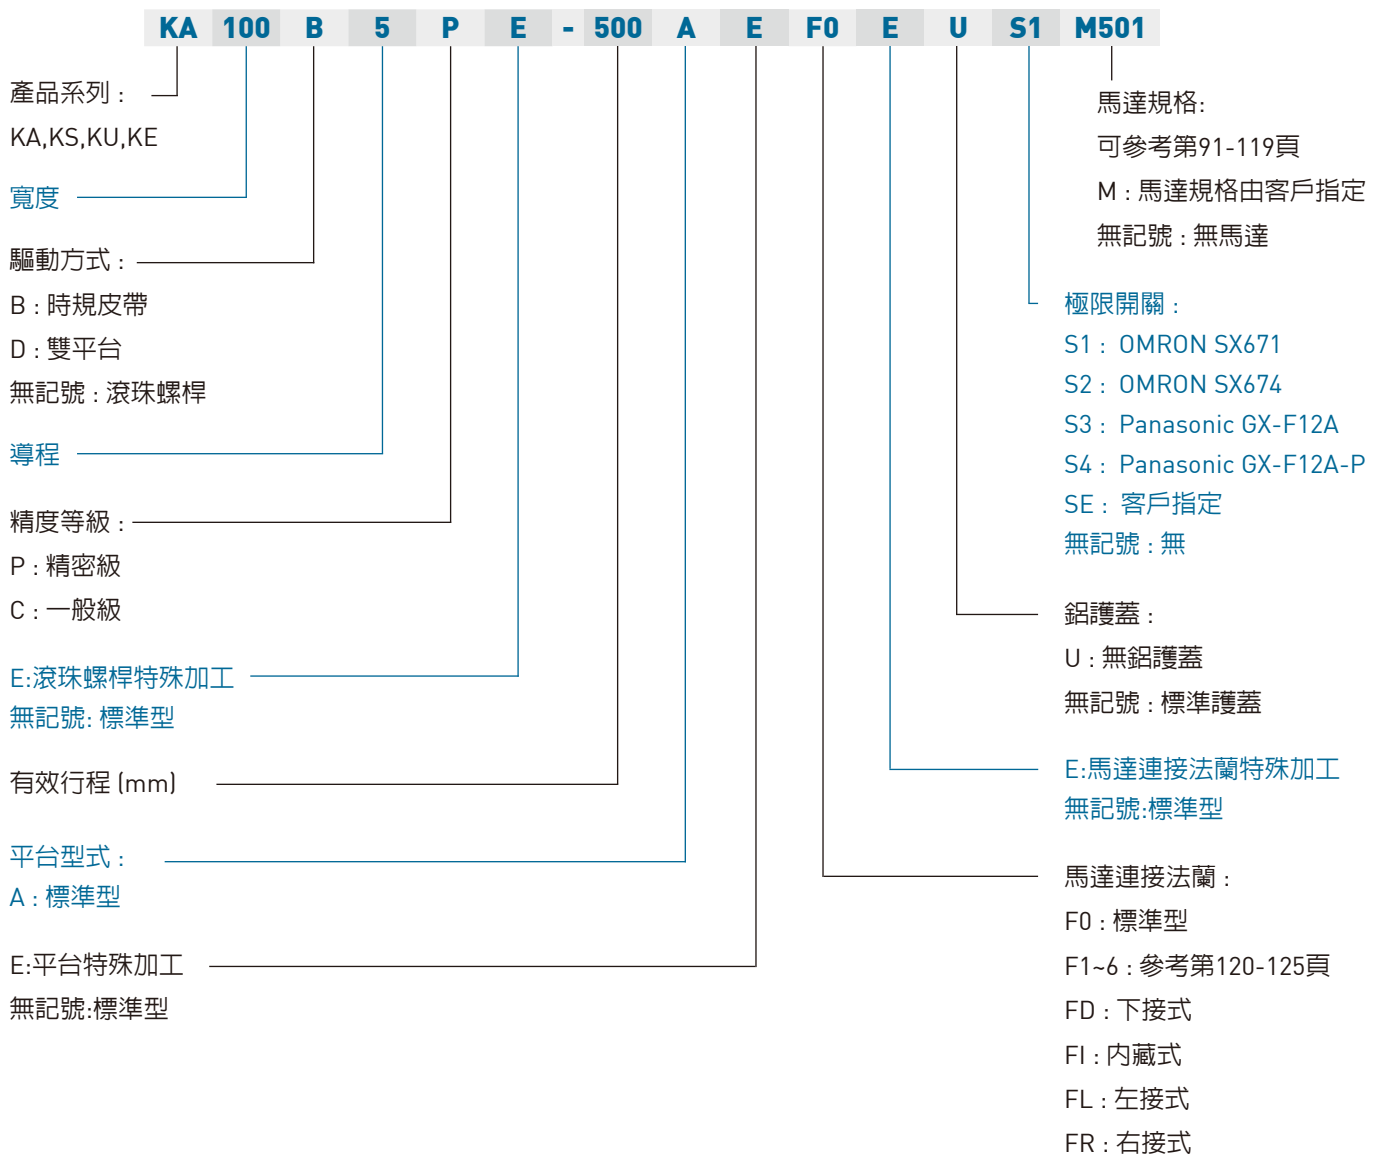 KA 100 B 5 P E - 500 A E F0 E U S1 M501
產品系列 :
KA,KS,KU,KE
寬度
驅動方式 :
B : 時規皮帶
D : 雙平台
無記號 : 滾珠螺桿
導程
精度等級 :
P : 精密級
C : 一般級
E:滾珠螺桿特殊加工
無記號: 標準型
有效行程 (mm)
平台型式 :
A : 標準型
E:平台特殊加工
無記號:標準型
馬達規格:
可參考第91-119頁
M : 馬達規格由客戶指定
無記號 : 無馬達
極限開關 :
S1 : OMRON SX671
S2 : OMRON SX674
S3 : Panasonic GX-F12A
S4 : Panasonic GX-F12A-P
SE : 客戶指定
無記號 : 無
鋁護蓋 :
U : 無鋁護蓋
無記號 : 標準護蓋
E:馬達連接法蘭特殊加工
無記號:標準型
馬達連接法蘭 :
F0 : 標準型
F1~6 : 參考第120-125頁
FD : 下接式
FI : 內藏式
FL : 左接式
FR : 右接式